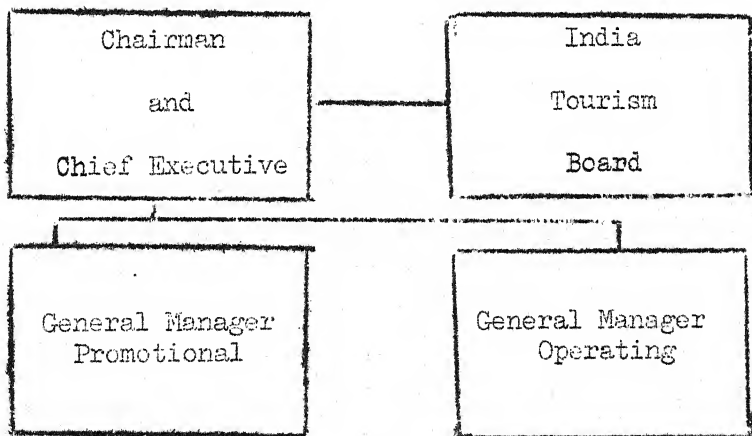 Chairman
and
Chief Executive
India
Tourism
Board
General Manager
Promotional
General Manager
Operating